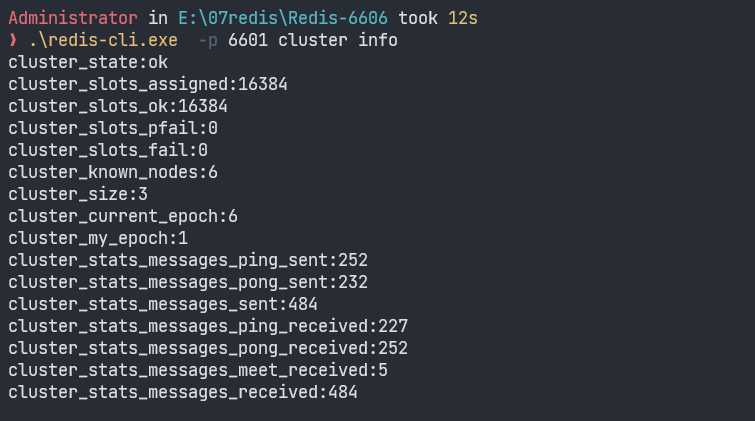 Administrator in E:\07redis\Redis-6606 took 12s
❯ .\redis-cli.exe  -p 6601 cluster info
cluster_state:ok
cluster_slots_assigned:16384
cluster_slots_ok:16384
cluster_slots_pfail:0
cluster_slots_fail:0
cluster_known_nodes:6
cluster_size:3
cluster_current_epoch:6
cluster_my_epoch:1
cluster_stats_messages_ping_sent:252
cluster_stats_messages_pong_sent:232
cluster_stats_messages_sent:484
cluster_stats_messages_ping_received:227
cluster_stats_messages_pong_received:252
cluster_stats_messages_meet_received:5
cluster_stats_messages_received:484